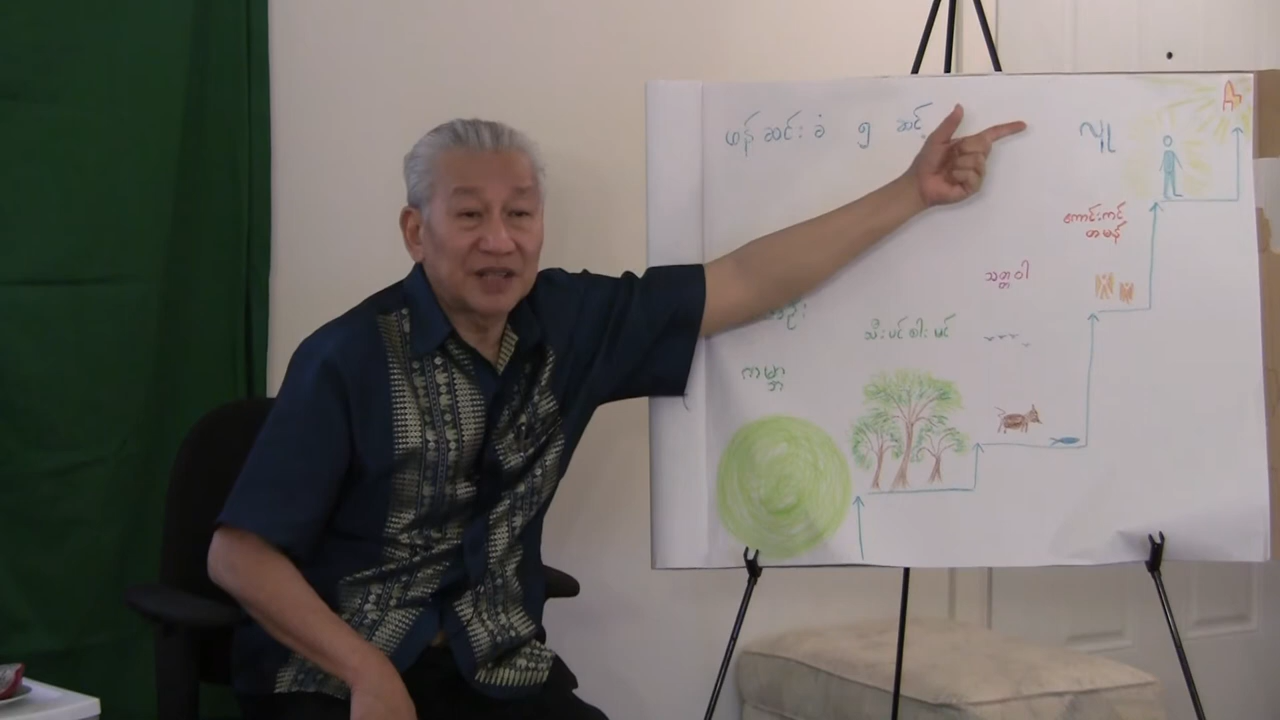 ဖန်ဆင်းခံ ၅ ဆင့်
လူ
ကောင်းကင်
တမန်
သတ္တဝါ
သီးပင်စားပင်
ကမ္ဘာ